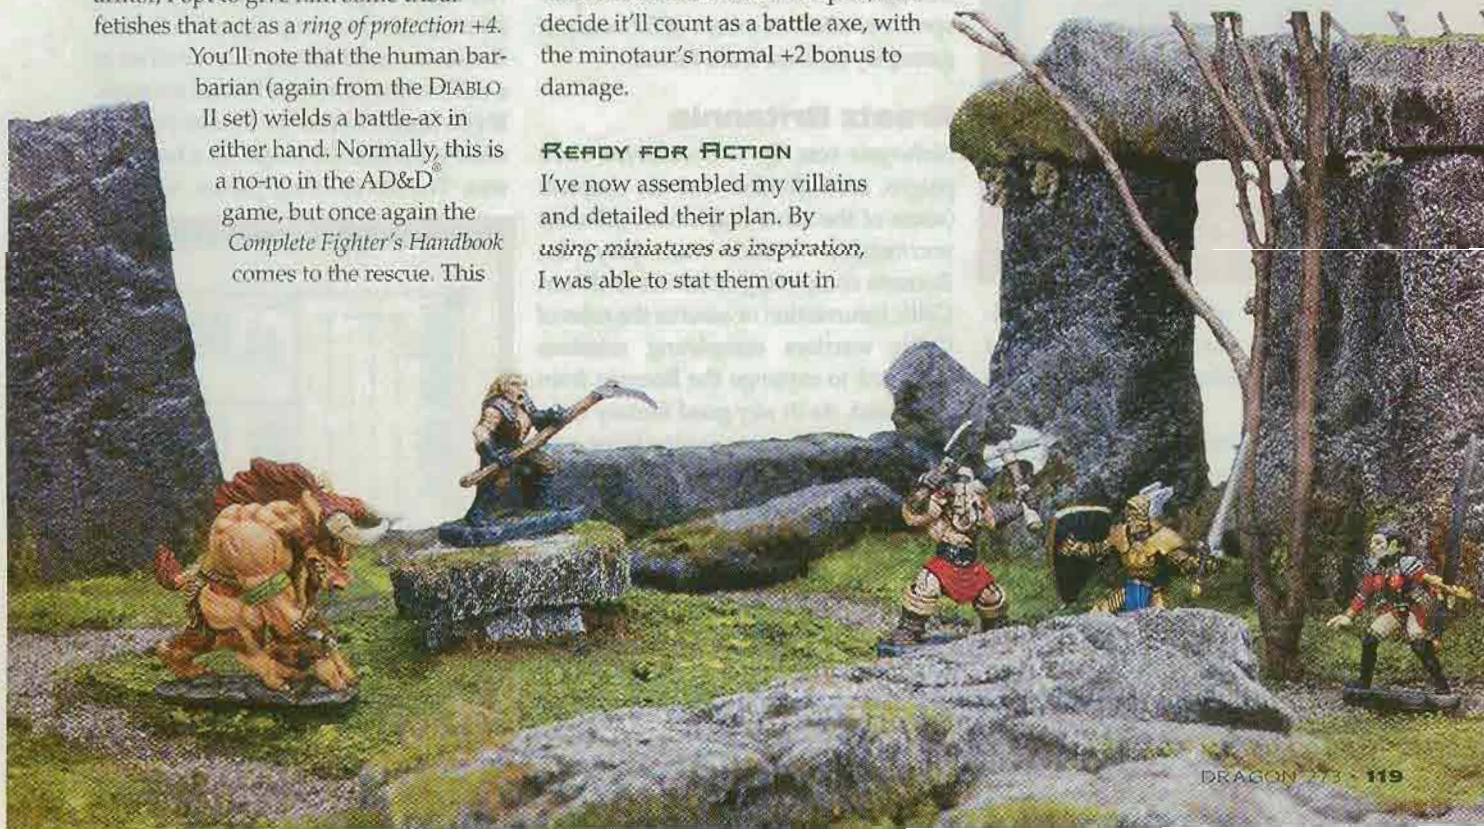 fetishes that act as a ring of protection +4.
You'll note that the human bar-
barian (again from the DIABLO
II set) wields a battle-ax in
either hand. Normally, this is
a no-no in the AD&D®
game, but once again the
Complete Fighter's Handbook
comes to the rescue. This
decide it'll count as a battle axe, with
the minotaur's normal +2 bonus to
damage.
READY FOR ACTION
I've now assembled my villains
and detailed their plan. By
using miniatures as inspiration,
I was able to stat them out in
DRAGON 273 • 119